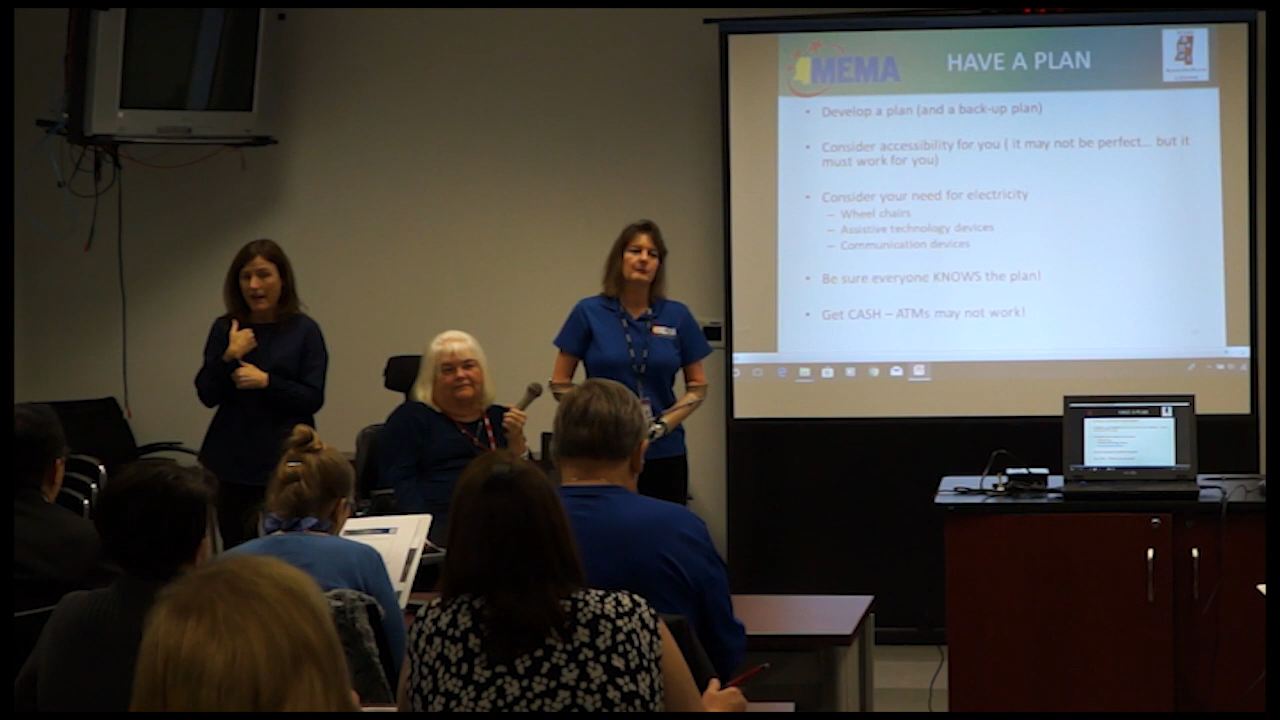 MEMA
HAVE A PLAN
• Develop a plan (and a back-up plan)
• Consider accessibility for you ( it may not be perfect... but it
must work for you)
• Consider your need for electricity
– Wheel chairs
– Assistive technology devices
– Communication devices
• Be sure everyone KNOWS the plan!
• Get CASH – ATMs may not work!
HAVE A PLAN